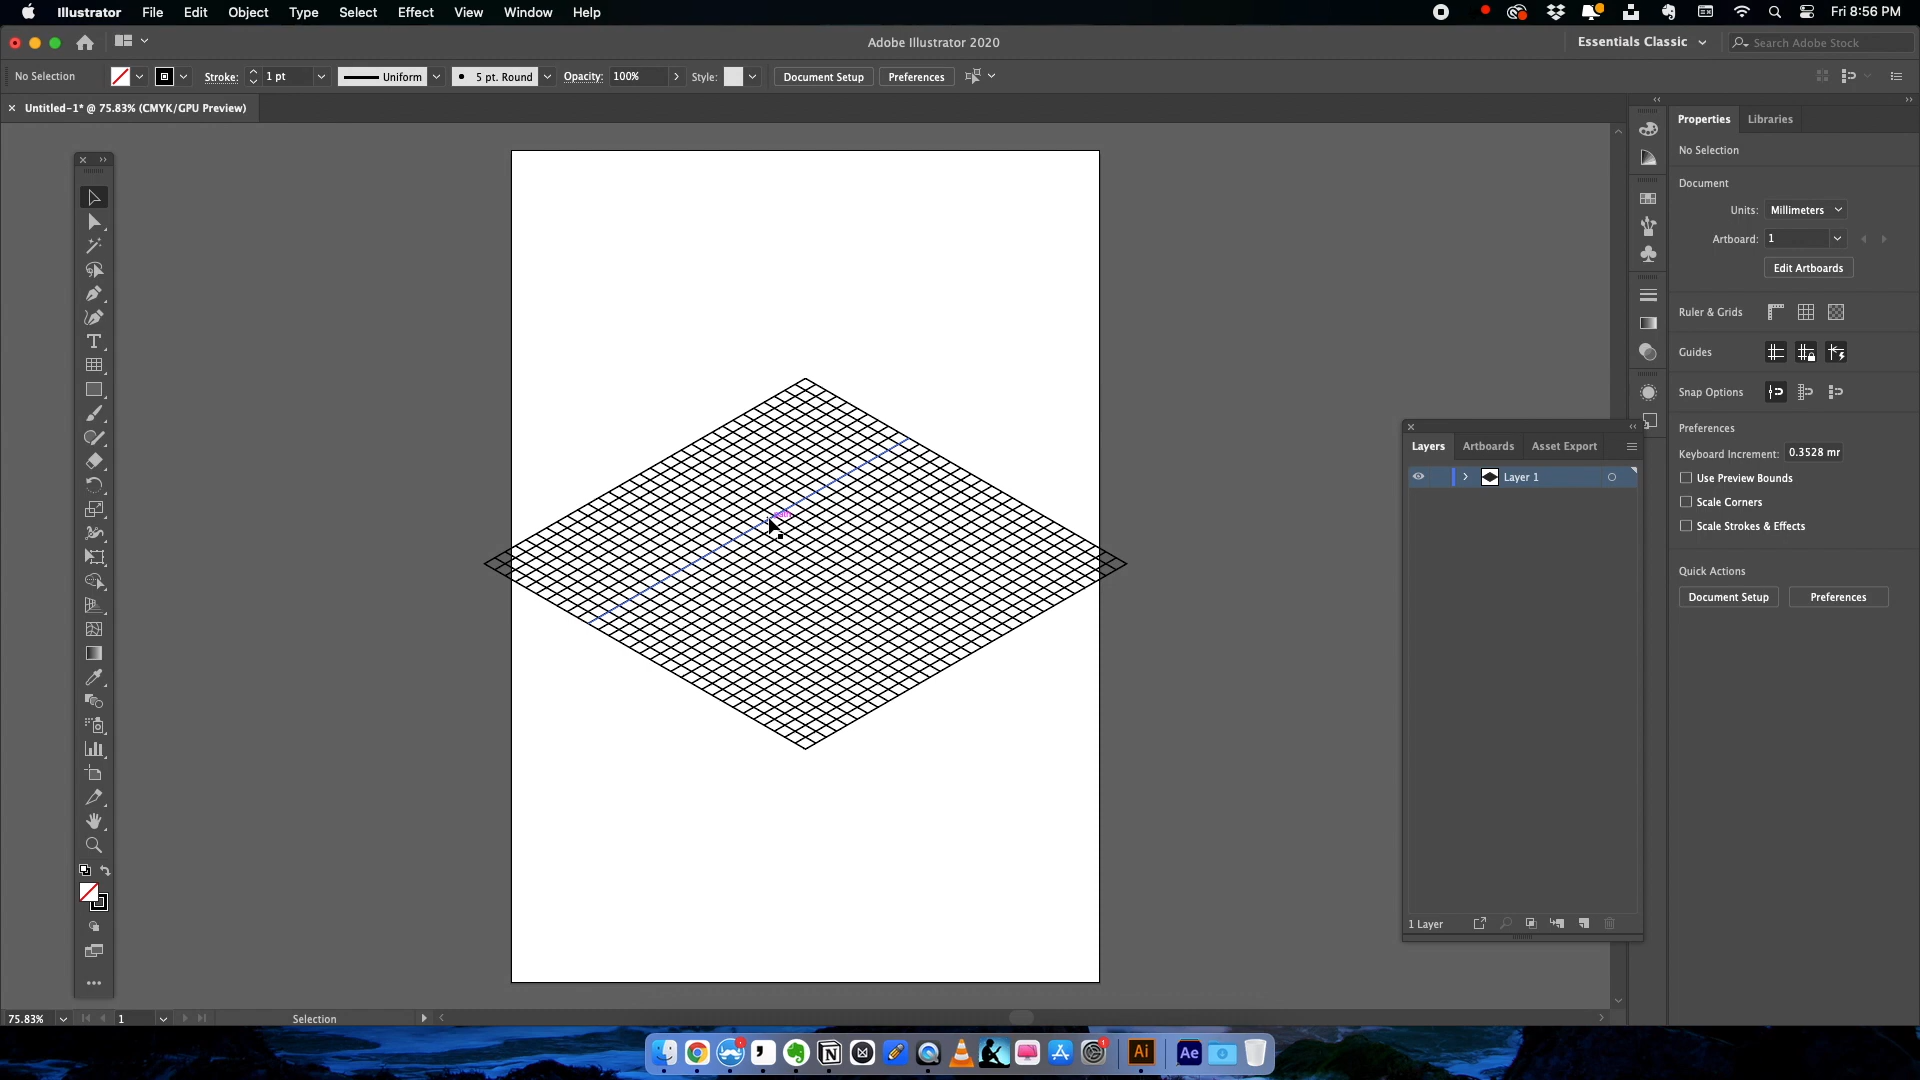 Illustrator File Edit Object Type Select Effect View Window Help
Fri 8:56 PM
Adobe Illustrator 2020
Essentials Classic
Search Adobe Stock
No Selection
Stroke: 1 pt
Uniform
5 pt. Round
Opacity: 100%
Style:
Document Setup
Preferences
Untitled-1* @ 75.83% (CMYK/GPU Preview)
Properties Libraries
No Selection
Document
Units: Millimeters
Artboard: 1
Edit Artboards
Ruler & Grids
Guides
Snap Options
Preferences
Keyboard Increment: 0.3528 mr
Use Preview Bounds
Scale Corners
Scale Strokes & Effects
Quick Actions
Document Setup Preferences
Layers Artboards Asset Export
Layer 1
1 Layer
path
75.83% 1 Selection
Ai
Ae